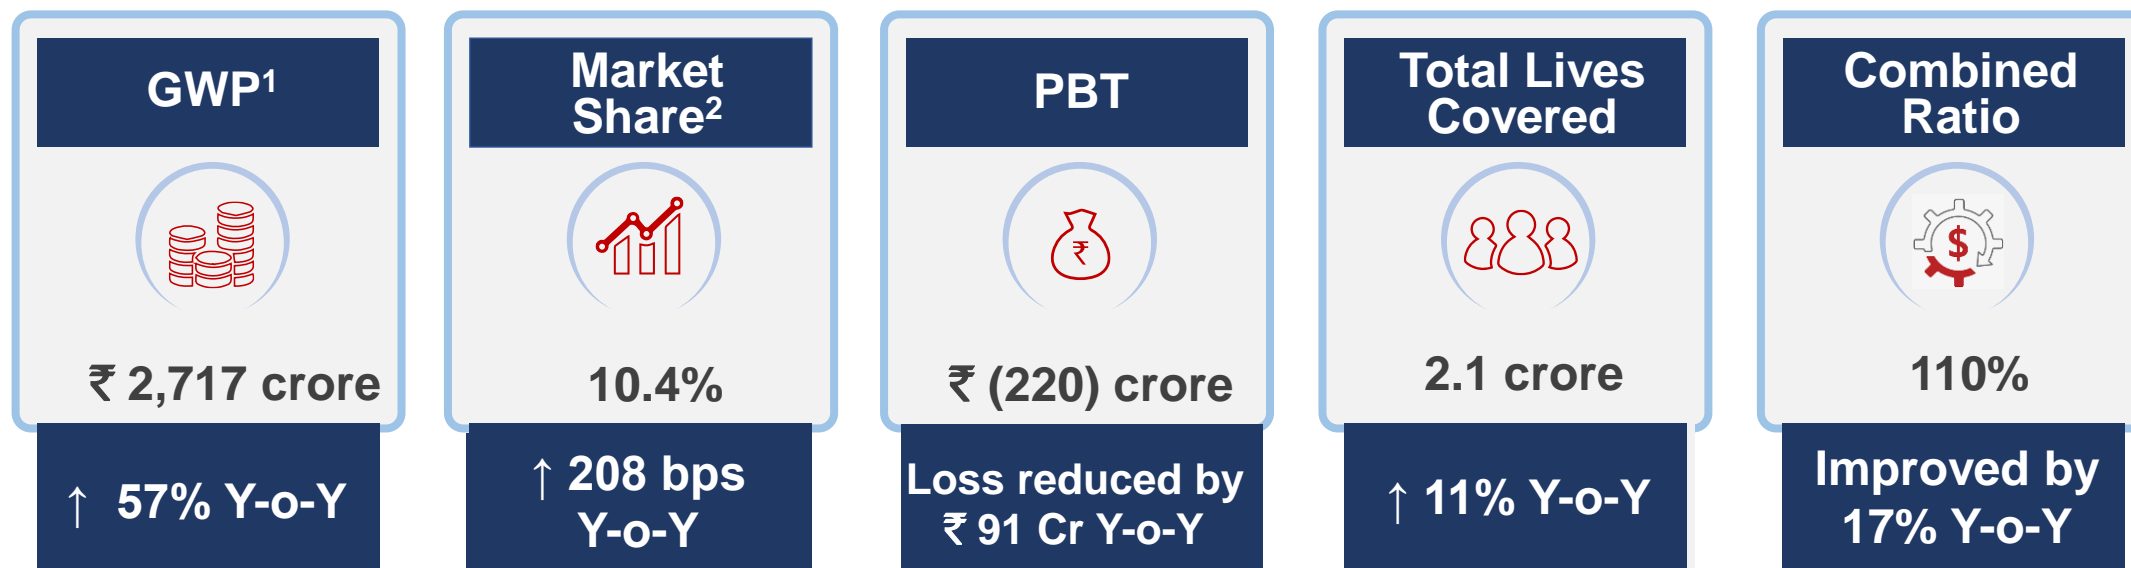 GWP¹
₹ 2,717 crore
↑ 57% Y-o-Y
Market
Share²
10.4%
↑ 208 bps
Y-o-Y
PBT
₹
₹ (220) crore
Loss reduced by
₹ 91 Cr Y-o-Y
Total Lives
Covered
2.1 crore
↑ 11% Y-o-Y
Combined
Ratio
$
110%
Improved by
17% Y-o-Y